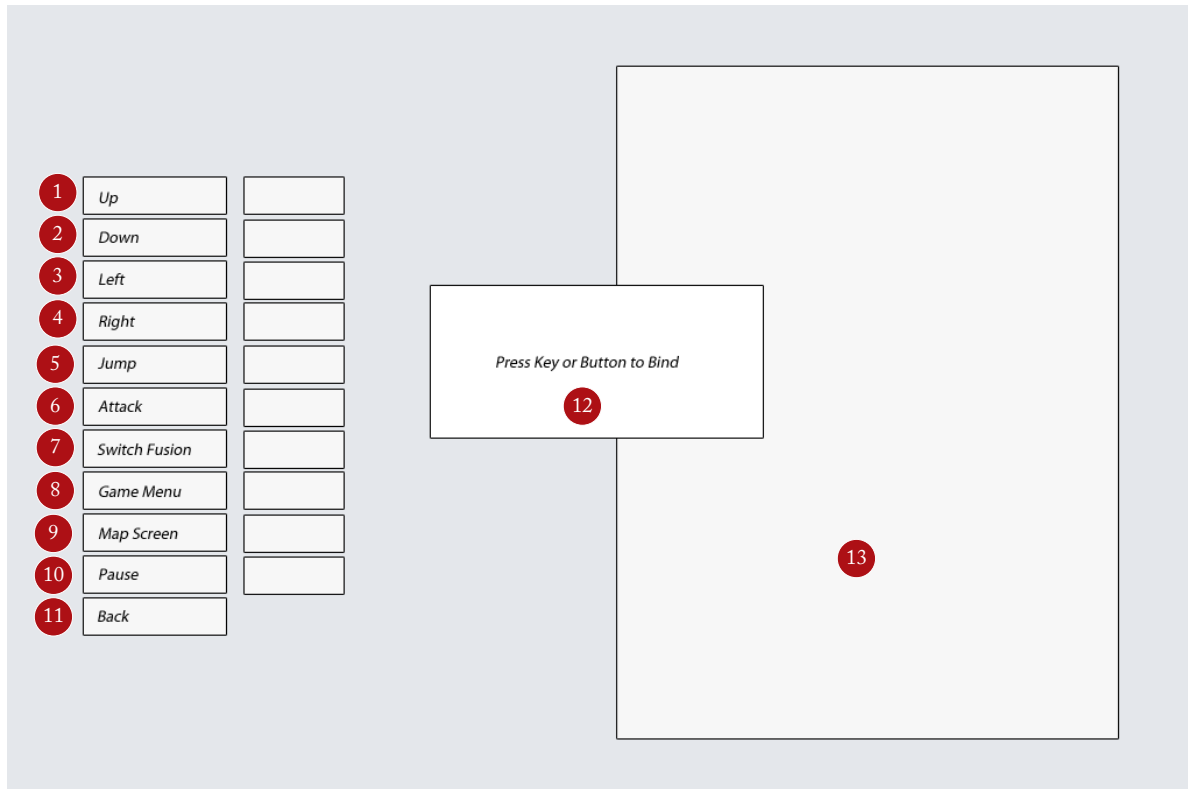 1 Up
2 Down
3 Left
4 Right
5 Jump
6 Attack
7 Switch Fusion
8 Game Menu
9 Map Screen
10 Pause
11 Back
Press Key or Button to Bind
12
13